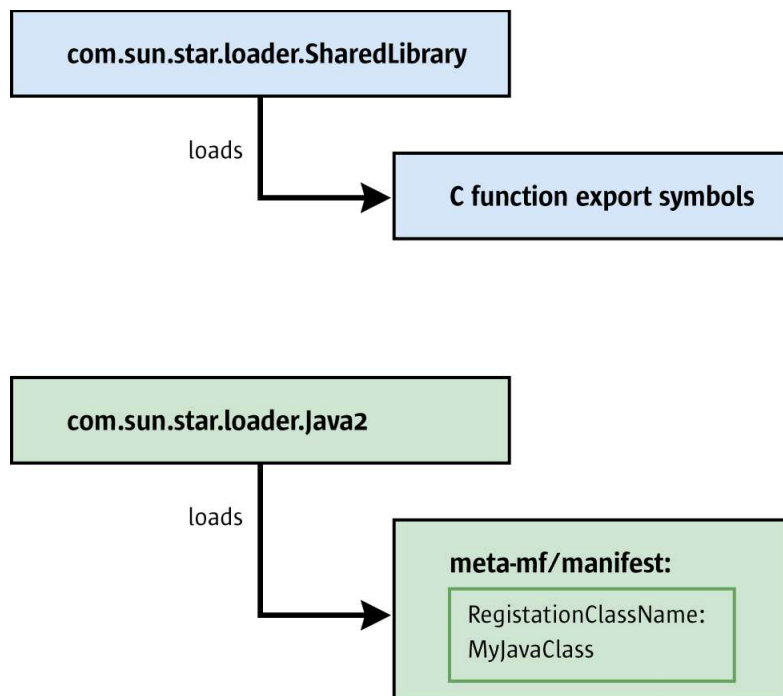 com.sun.star.loader.SharedLibrary
loads
C function export symbols
com.sun.star.loader.Java2
loads
meta-mf/manifest:
RegistationClassName:
MyJavaClass